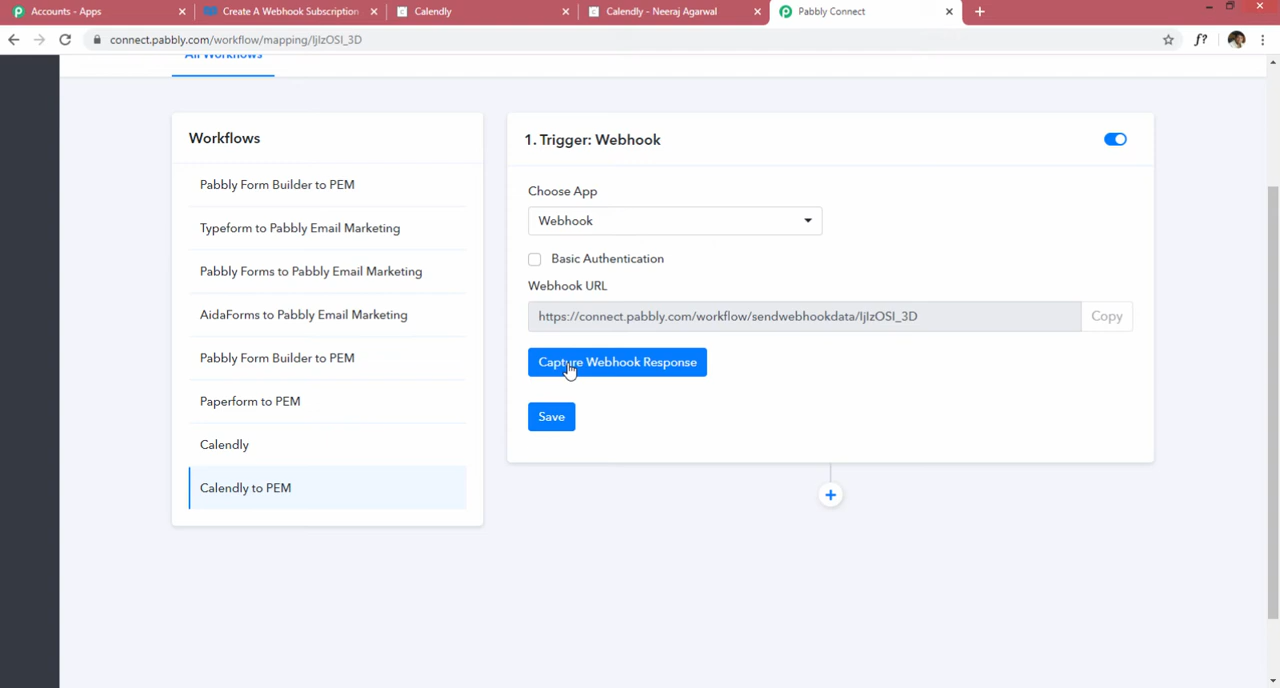 Accounts - Apps
Create A Webhook Subscription
Calendly
Calendly - Neeraj Agarwal
Pabbly Connect
connect.pabbly.com/workflow/mapping/IjIzOSI_3D
f?
All Workflows
Workflows
Pabbly Form Builder to PEM
Typeform to Pabbly Email Marketing
Pabbly Forms to Pabbly Email Marketing
AidaForms to Pabbly Email Marketing
Pabbly Form Builder to PEM
Paperform to PEM
Calendly
Calendly to PEM
1. Trigger: Webhook
Choose App
Webhook
Basic Authentication
Webhook URL
https://connect.pabbly.com/workflow/sendwebhookdata/IjIzOSI_3D
Copy
Capture Webhook Response
Save